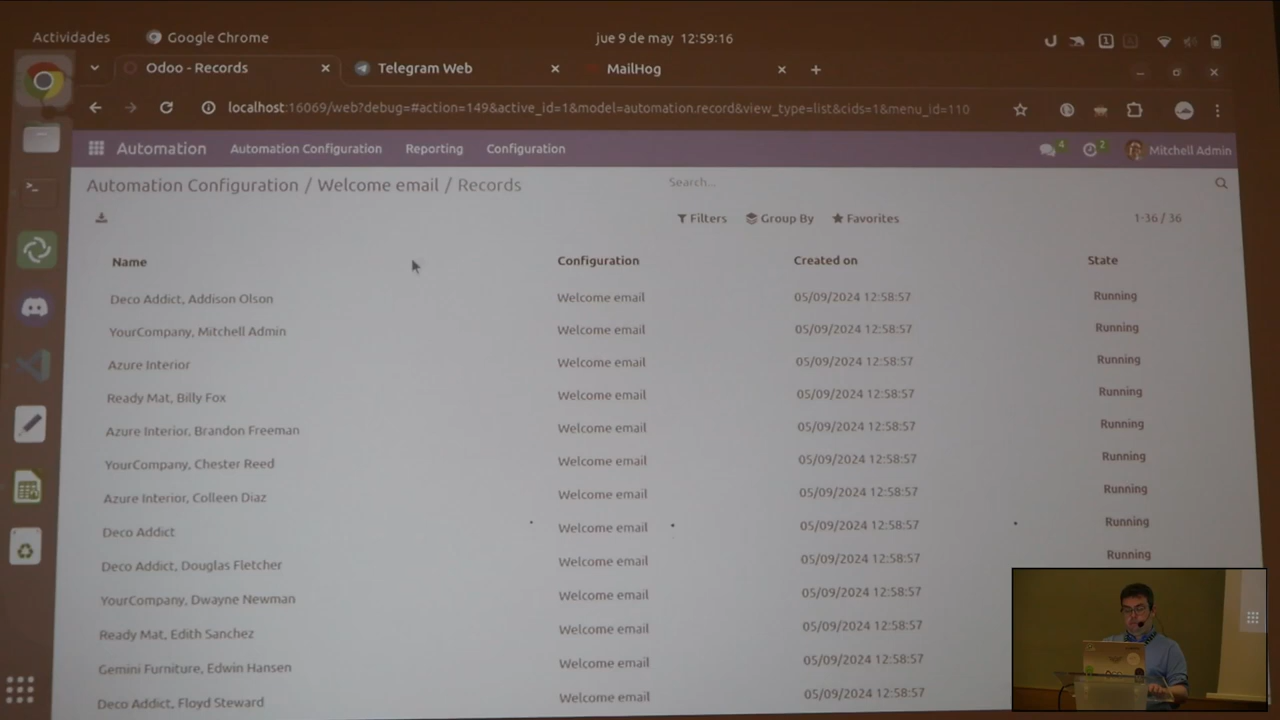 Actividades Google Chrome jue 9 de may 12:59:16
Odoo - Records Telegram Web MailHog
localhost:16069/web?debug=#action=149&active_id=1&model=automation.record&view_type=list&cids=1&menu_id=110
Automation Automation Configuration Reporting Configuration 4 2 Mitchell Admin
Automation Configuration / Welcome email / Records Search...
Filters Group By Favorites 1-36 / 36
Name Configuration Created on State
Deco Addict, Addison Olson Welcome email 05/09/2024 12:58:57 Running
YourCompany, Mitchell Admin Welcome email 05/09/2024 12:58:57 Running
Azure Interior Welcome email 05/09/2024 12:58:57 Running
Ready Mat, Billy Fox Welcome email 05/09/2024 12:58:57 Running
Azure Interior, Brandon Freeman Welcome email 05/09/2024 12:58:57 Running
YourCompany, Chester Reed Welcome email 05/09/2024 12:58:57 Running
Azure Interior, Colleen Diaz Welcome email 05/09/2024 12:58:57 Running
Deco Addict Welcome email 05/09/2024 12:58:57 Running
Deco Addict, Douglas Fletcher Welcome email 05/09/2024 12:58:57 Running
YourCompany, Dwayne Newman Welcome email 05/09/2024 12:58:57
Ready Mat, Edith Sanchez Welcome email 05/09/2024 12:58:57
Gemini Furniture, Edwin Hansen Welcome email 05/09/2024 12:58:57
Deco Addict, Floyd Steward Welcome email 05/09/2024 12:58:57